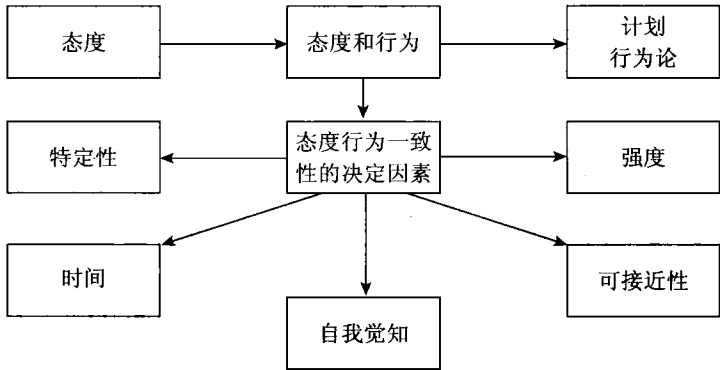 态度
态度和行为
计划
行为论
特定性
态度行为一致
性的决定因素
强度
时间
自我觉知
可接近性